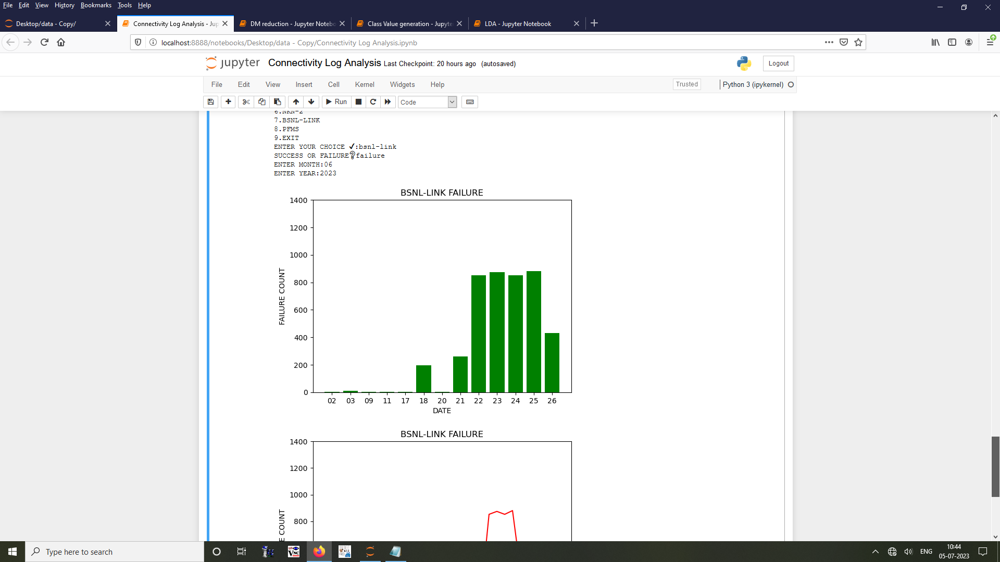 File Edit View History Bookmarks Tools Help
Desktop/data - Copy/
Connectivity Log Analysis - Jup
DM reduction - Jupyter Notebo
Class Value generation - Jupyte
LDA - Jupyter Notebook
localhost:8888/notebooks/Desktop/data - Copy/Connectivity Log Analysis.ipynb
jupyter Connectivity Log Analysis Last Checkpoint: 20 hours ago (autosaved)
Logout
File Edit View Insert Cell Kernel Widgets Help
Trusted
Python 3 (ipykernel)
Run
Code
6.NKN-2
7.BSNL-LINK
8.PFMS
9.EXIT
ENTER YOUR CHOICE ✔:bsnl-link
SUCCESS OR FAILURE❔failure
ENTER MONTH:06
ENTER YEAR:2023
BSNL-LINK FAILURE
1400
1200
1000
800
600
400
200
0
FAILURE COUNT
02 03 09 11 17 18 20 21 22 23 24 25 26
DATE
BSNL-LINK FAILURE
1400
1200
1000
800
E COUNT
Type here to search
VNC
ENG
10:44
05-07-2023